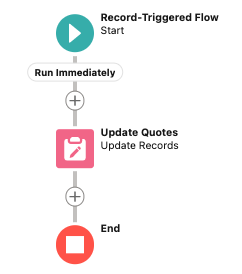 Record-Triggered Flow
Start
Run Immediately
Update Quotes
Update Records
End